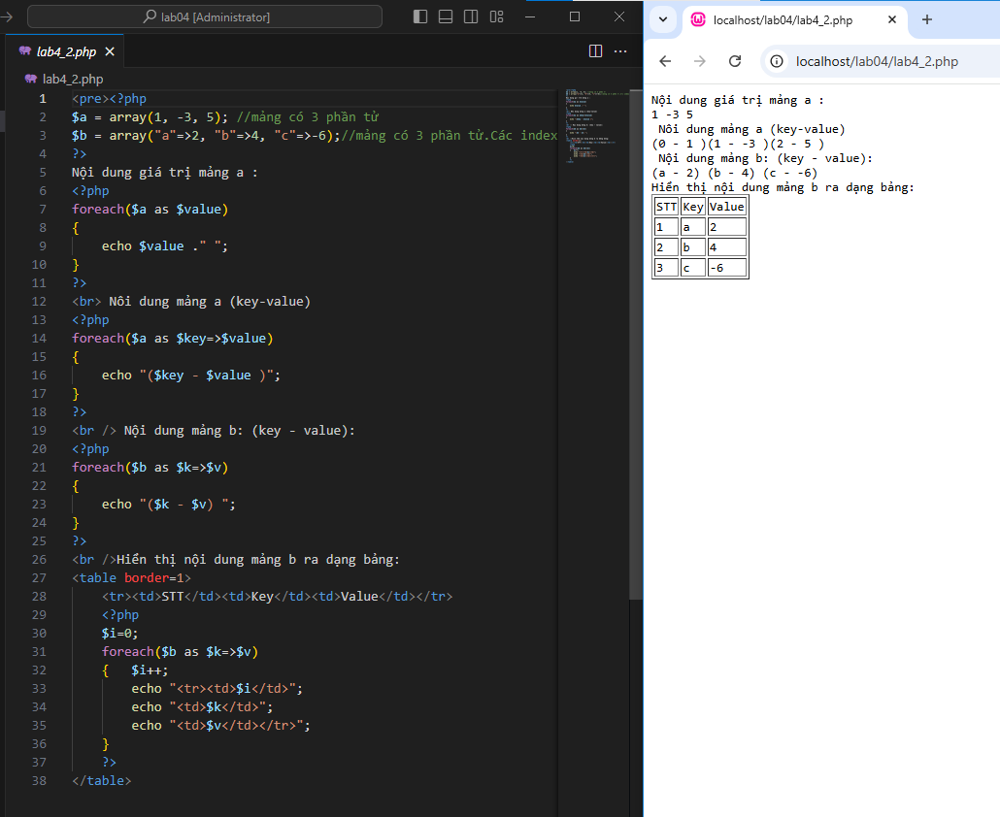 lab04 [Administrator]
lab4_2.php
lab4_2.php
1 <pre><?php
2 $a = array(1, -3, 5); //mảng có 3 phần tử
3 $b = array("a"=>2, "b"=>4, "c"=>-6);//mảng có 3 phần tử.Các index
4 ?>
5 Nội dung giá trị mảng a :
6 <?php
7 foreach($a as $value)
8 {
9     echo $value ." ";
10 }
11 ?>
12 <br> Nôi dung mảng a (key-value)
13 <?php
14 foreach($a as $key=>$value)
15 {
16     echo "($key - $value )";
17 }
18 ?>
19 <br /> Nội dung mảng b: (key - value):
20 <?php
21 foreach($b as $k=>$v)
22 {
23     echo "($k - $v) ";
24 }
25 ?>
26 <br />Hiển thị nội dung mảng b ra dạng bảng:
27 <table border=1>
28     <tr><td>STT</td><td>Key</td><td>Value</td></tr>
29     <?php
30     $i=0;
31     foreach($b as $k=>$v)
32     {   $i++;
33         echo "<tr><td>$i</td>";
34         echo "<td>$k</td>";
35         echo "<td>$v</td></tr>";
36     }
37     ?>
38 </table>
localhost/lab04/lab4_2.php
localhost/lab04/lab4_2.php
Nội dung giá trị mảng a :
1 -3 5
Nôi dung mảng a (key-value)
(0 - 1 )(1 - -3 )(2 - 5 )
Nội dung mảng b: (key - value):
(a - 2) (b - 4) (c - -6)
Hiển thị nội dung mảng b ra dạng bảng:
STT Key Value
1 a 2
2 b 4
3 c -6